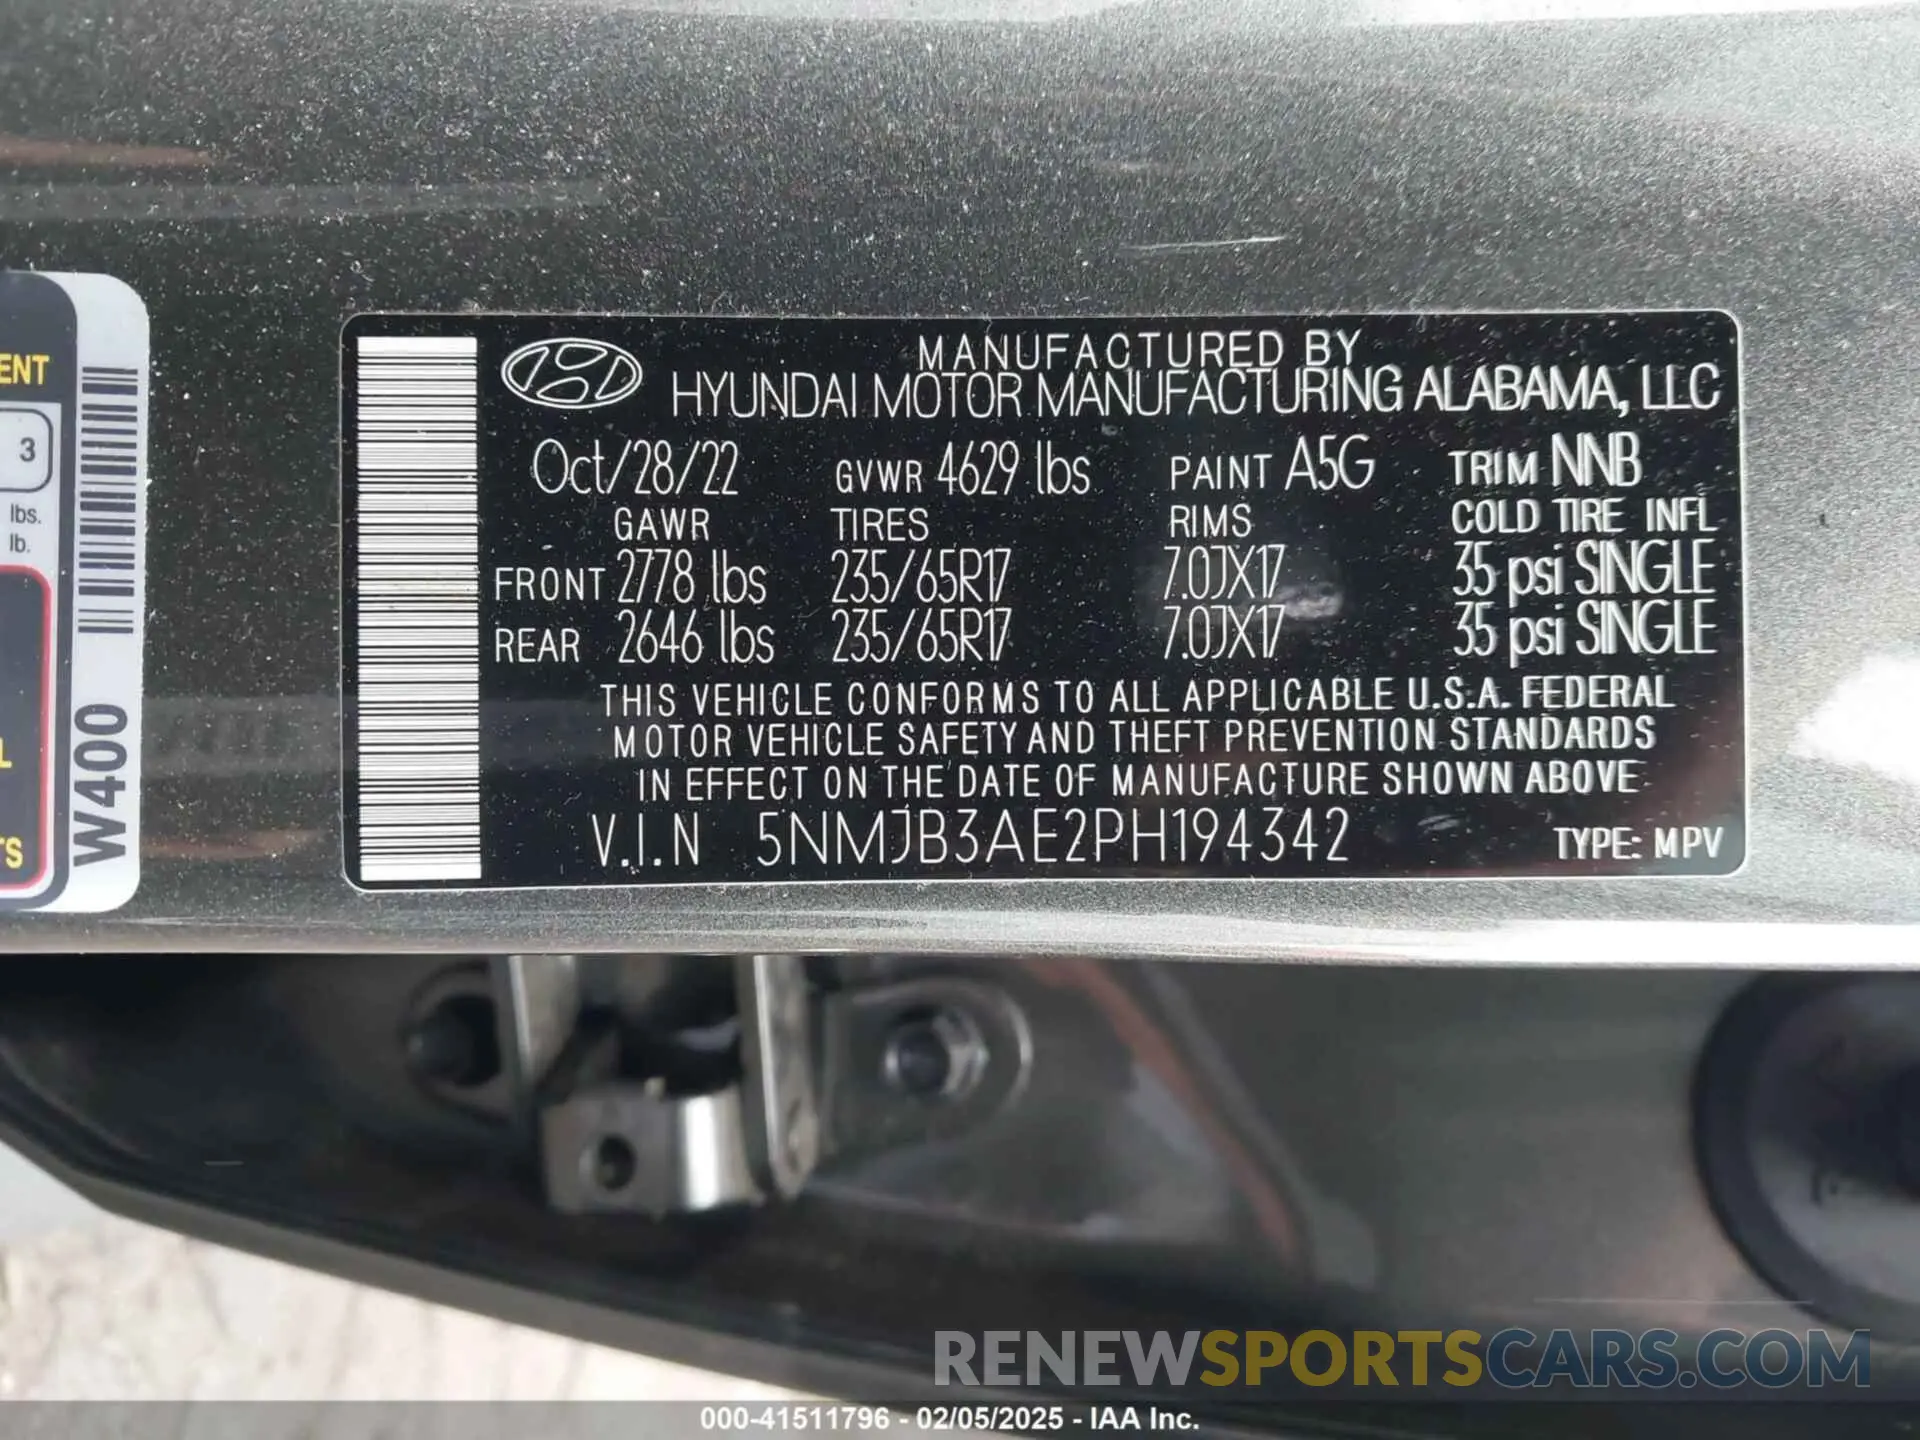 ENT
3
lbs.
lb.
L
TS
W400
MANUFACTURED BY
HYUNDAI MOTOR MANUFACTURING ALABAMA, LLC
Oct/28/22 GVWR 4629 lbs PAINT A5G TRIM NNB
GAWR TIRES RIMS COLD TIRE INFL
FRONT 2778 lbs 235/65R17 7.0JX17 35 psi SINGLE
REAR 2646 lbs 235/65R17 7.0JX17 35 psi SINGLE
THIS VEHICLE CONFORMS TO ALL APPLICABLE U.S.A. FEDERAL
MOTOR VEHICLE SAFETY AND THEFT PREVENTION STANDARDS
IN EFFECT ON THE DATE OF MANUFACTURE SHOWN ABOVE
V.I.N 5NMJB3AE2PH194342 TYPE: MPV
RENEWSPORTSCARS.COM
000-41511796 - 02/05/2025 - IAA Inc.